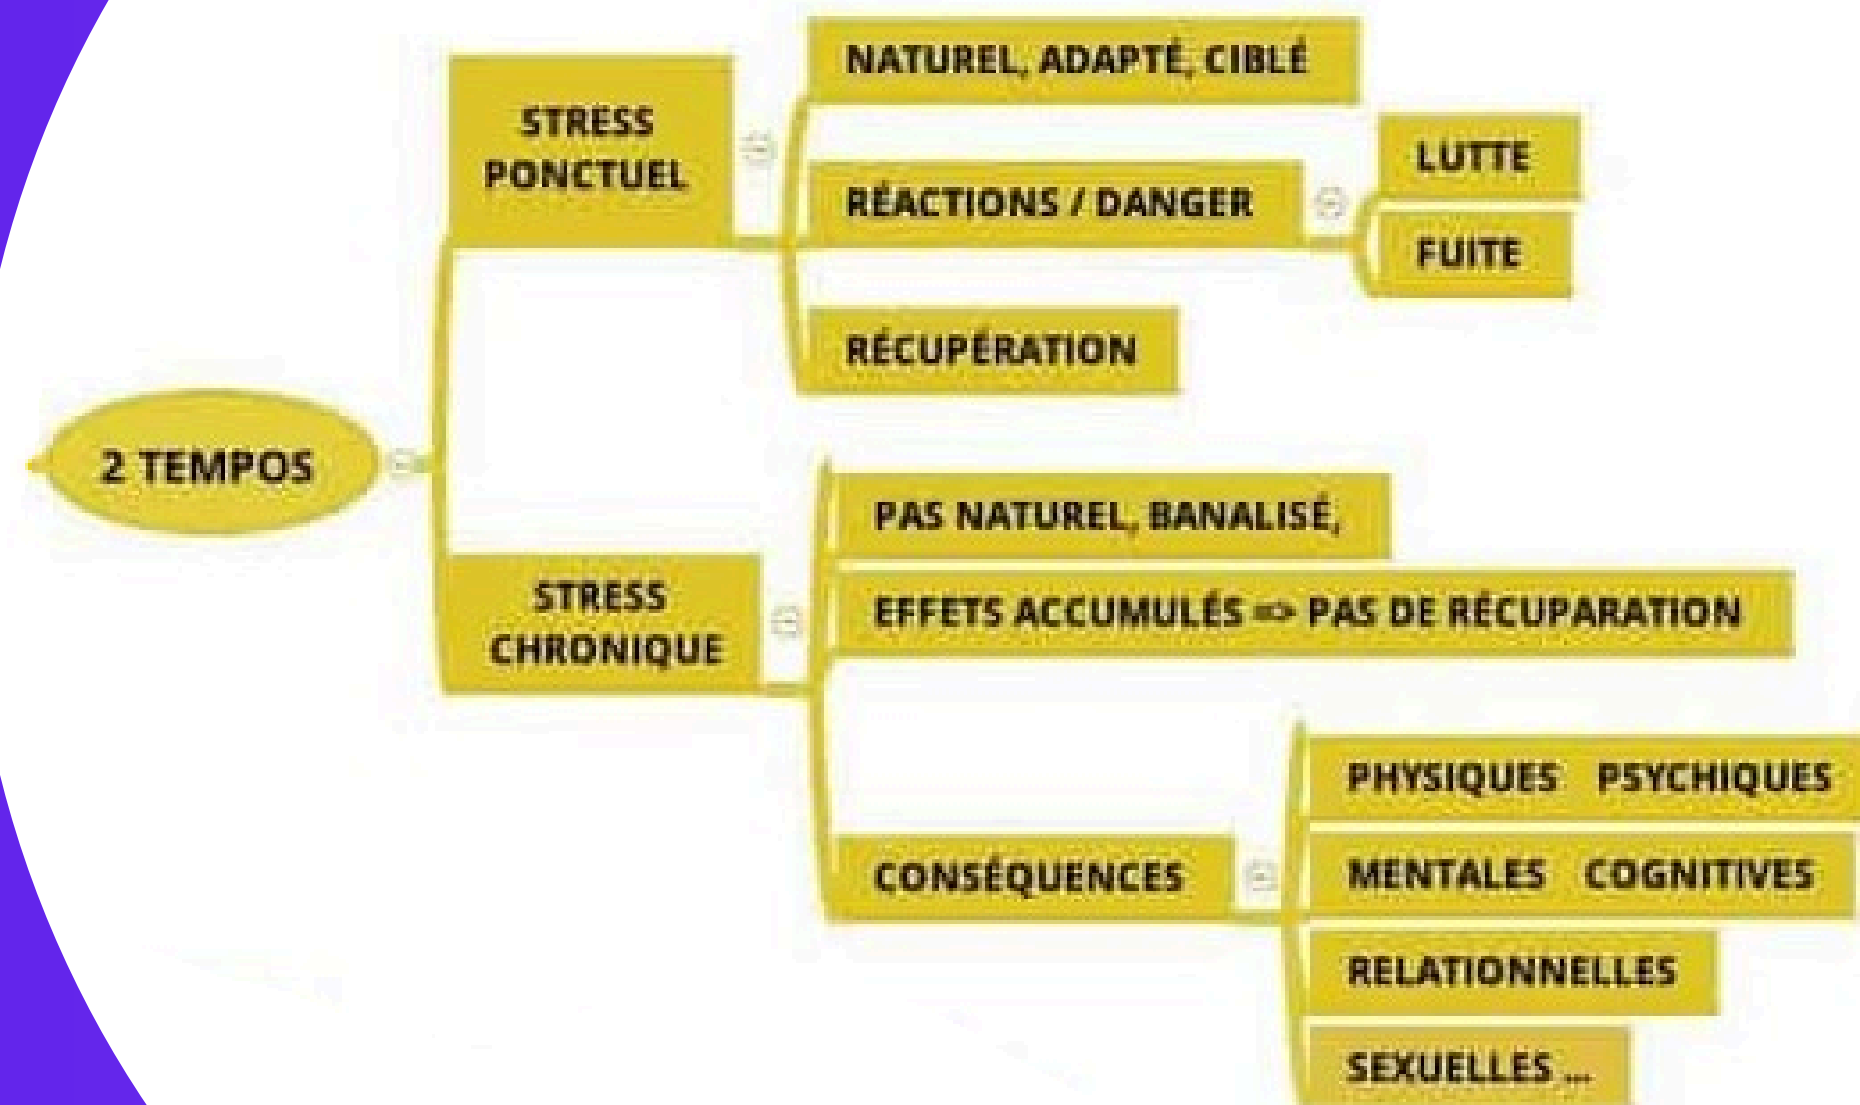 2 TEMPOS
STRESS
PONCTUEL
NATUREL, ADAPTÉ, CIBLÉ
RÉACTIONS / DANGER
LUTTE
FUITE
RÉCUPÉRATION
STRESS
CHRONIQUE
PAS NATUREL, BANALISÉ,
EFFETS ACCUMULÉS => PAS DE RÉCUPARATION
CONSÉQUENCES
PHYSIQUES PSYCHIQUES
MENTALES COGNITIVES
RELATIONNELLES
SEXUELLES ...